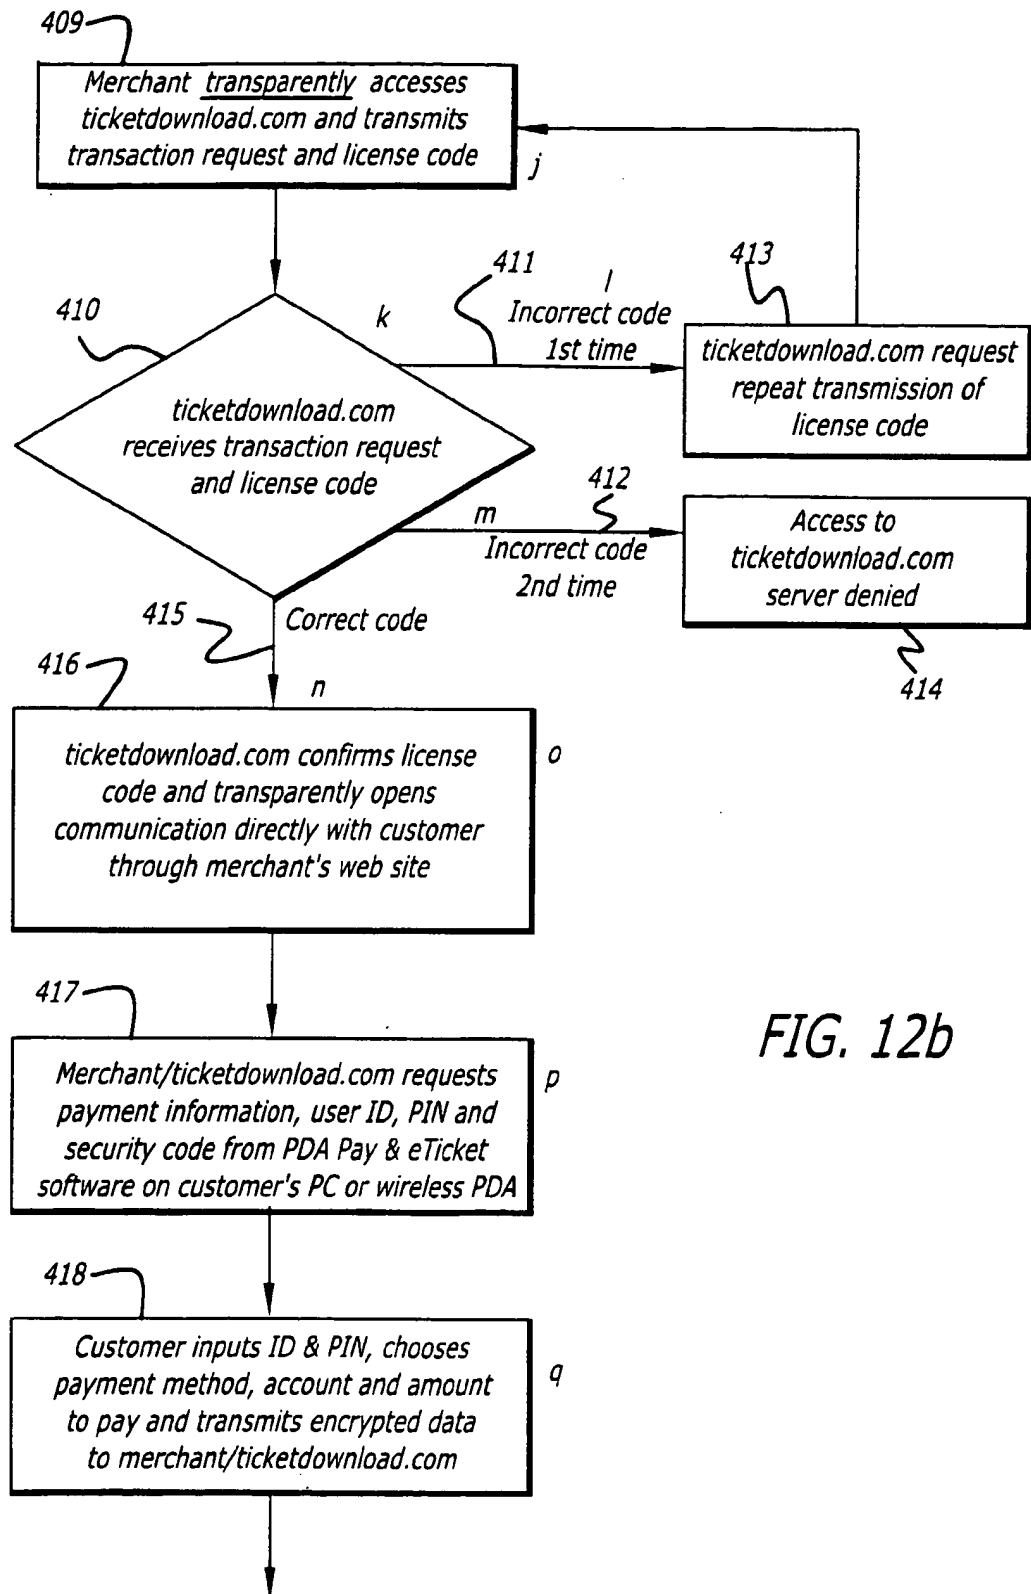 409
Merchant transparently accesses
ticketdownload.com and transmits
transaction request and license code
j
410
k
411
l
Incorrect code
1st time
413
ticketdownload.com request
repeat transmission of
license code
ticketdownload.com
receives transaction request
and license code
m
412
Incorrect code
2nd time
Access to
ticketdownload.com
server denied
414
415
Correct code
n
416
ticketdownload.com confirms license
code and transparently opens
communication directly with customer
through merchant's web site
o
417
Merchant/ticketdownload.com requests
payment information, user ID, PIN and
security code from PDA Pay & eTicket
software on customer's PC or wireless PDA
p
FIG. 12b
418
Customer inputs ID & PIN, chooses
payment method, account and amount
to pay and transmits encrypted data
to merchant/ticketdownload.com
q